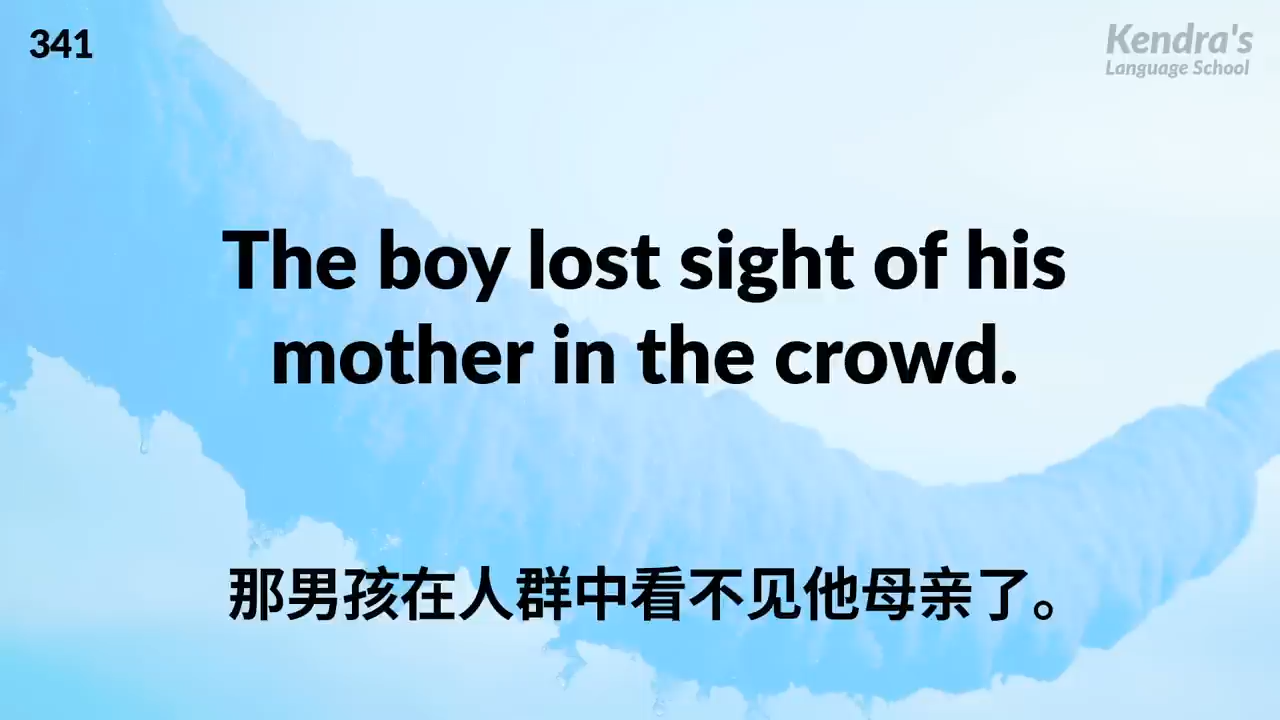 341
Kendra's
Language School
The boy lost sight of his
mother in the crowd.
那男孩在人群中看不见他母亲了。